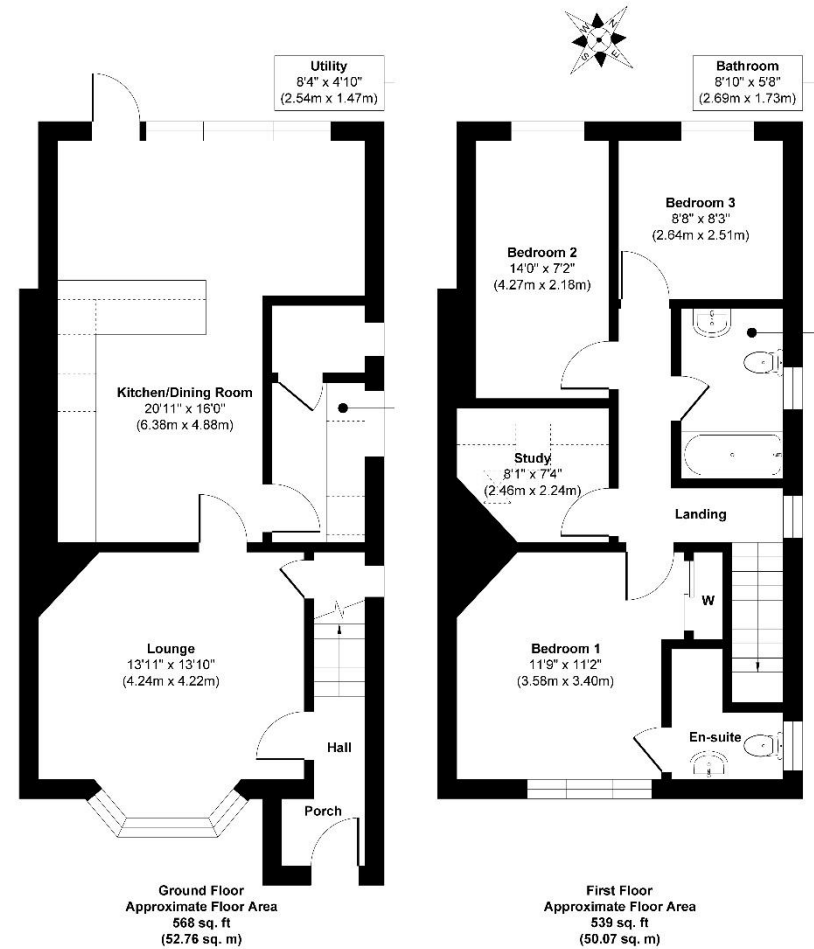 N
W
E
S
Utility
8'4" x 4'10"
(2.54m x 1.47m)
Bathroom
8'10" x 5'8"
(2.69m x 1.73m)
Bedroom 3
8'8" x 8'3"
(2.64m x 2.51m)
Bedroom 2
14'0" x 7'2"
(4.27m x 2.18m)
Kitchen/Dining Room
20'11" x 16'0"
(6.38m x 4.88m)
Study
8'1" x 7'4"
(2.46m x 2.24m)
Landing
W
Lounge
13'11" x 13'10"
(4.24m x 4.22m)
Bedroom 1
11'9" x 11'2"
(3.58m x 3.40m)
Hall
En-suite
Porch
Ground Floor
Approximate Floor Area
568 sq. ft
(52.76 sq. m)
First Floor
Approximate Floor Area
539 sq. ft
(50.07 sq. m)